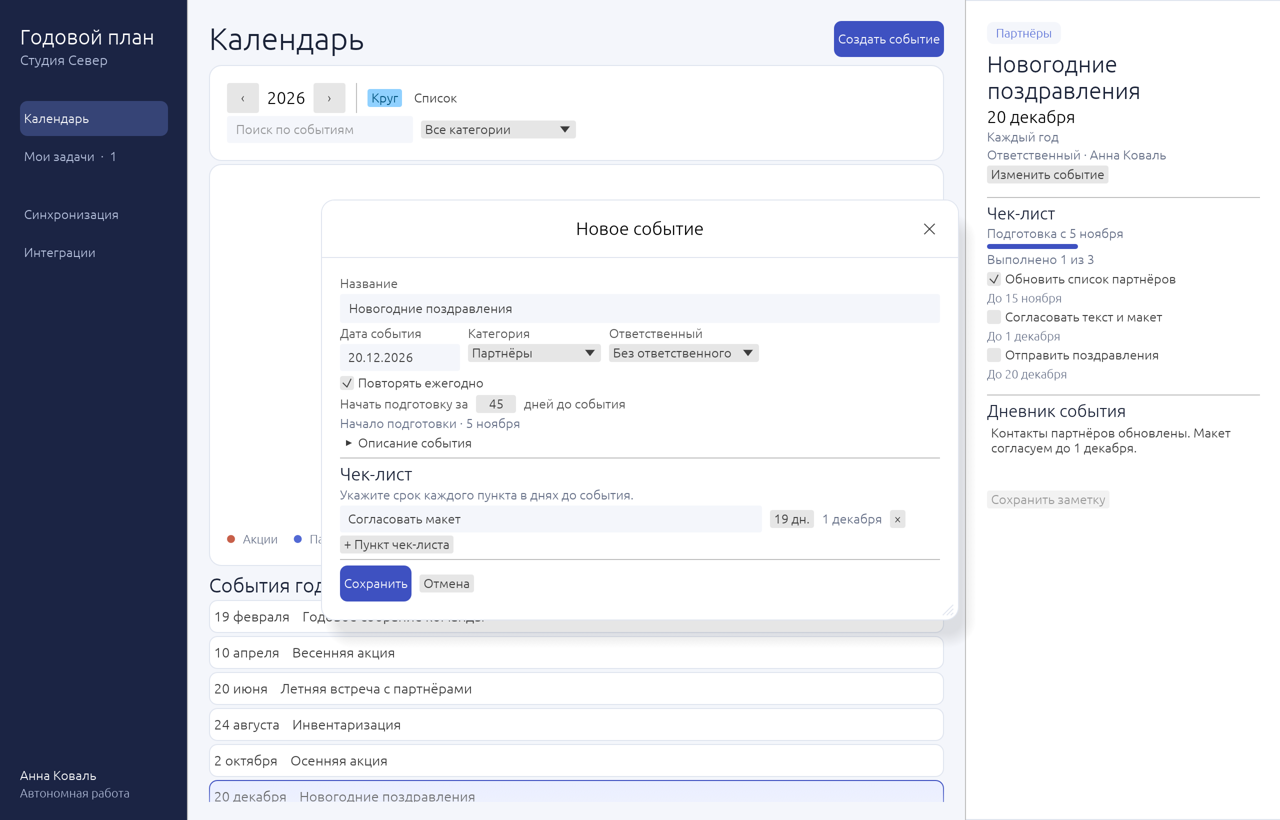 Годовой план
Студия Север
Календарь
Мои задачи · 1
Синхронизация
Интеграции
Анна Коваль
Автономная работа
Календарь
Создать событие
‹ 2026 › Круг Список
Поиск по событиям Все категории
Акции
События
19 февраля
10 апреля Весенняя акция
20 июня Летняя встреча с партнёрами
24 августа Инвентаризация
2 октября Осенняя акция
20 декабря Новогодние поздравления
Новое событие
Название
Новогодние поздравления
Дата события Категория Ответственный
20.12.2026 Партнёры Без ответственного
Повторять ежегодно
Начать подготовку за 45 дней до события
Начало подготовки · 5 ноября
Описание события
Чек-лист
Укажите срок каждого пункта в днях до события.
Согласовать макет 19 дн. 1 декабря ×
+ Пункт чек-листа
Сохранить Отмена
Партнёры
Новогодние
поздравления
20 декабря
Каждый год
Ответственный · Анна Коваль
Изменить событие
Чек-лист
Подготовка с 5 ноября
Выполнено 1 из 3
Обновить список партнёров
До 15 ноября
Согласовать текст и макет
До 1 декабря
Отправить поздравления
До 20 декабря
Дневник события
Контакты партнёров обновлены. Макет
согласуем до 1 декабря.
Сохранить заметку